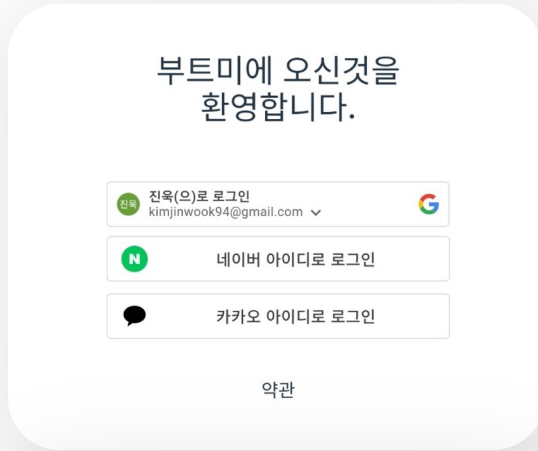 부트미에 오신것을
환영합니다.
진욱
진욱(으)로 로그인
kimjinwook94@gmail.com
N
네이버 아이디로 로그인
카카오 아이디로 로그인
약관